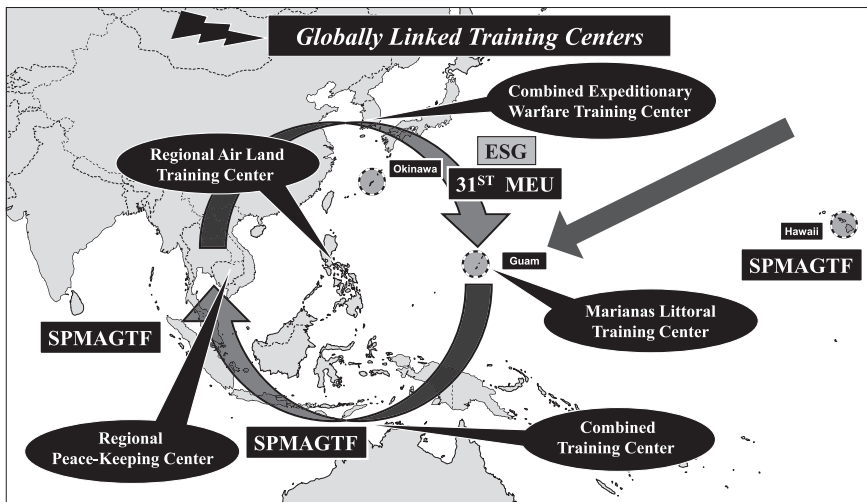 Globally Linked Training Centers
Combined Expeditionary
Warfare Training Center
Regional Air Land
Training Center
ESG
Okinawa
31ST MEU
Hawaii
Guam
SPMAGTF
Marianas Littoral
Training Center
SPMAGTF
Regional
Peace-Keeping Center
SPMAGTF
Combined
Training Center